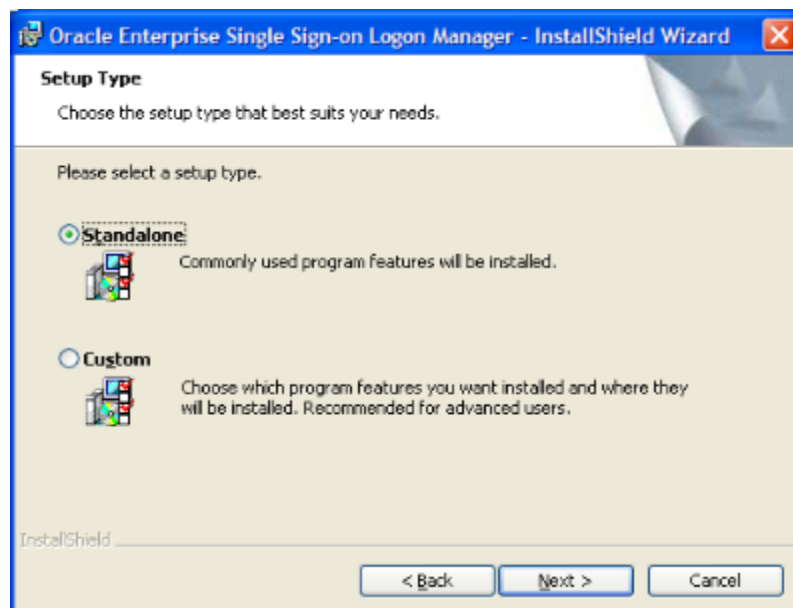 Oracle Enterprise Single Sign-on Logon Manager - InstallShield Wizard
Setup Type
Choose the setup type that best suits your needs.
Please select a setup type.
Standalone
Commonly used program features will be installed.
Custom
Choose which program features you want installed and where they
will be installed. Recommended for advanced users.
InstallShield
< Back
Next >
Cancel